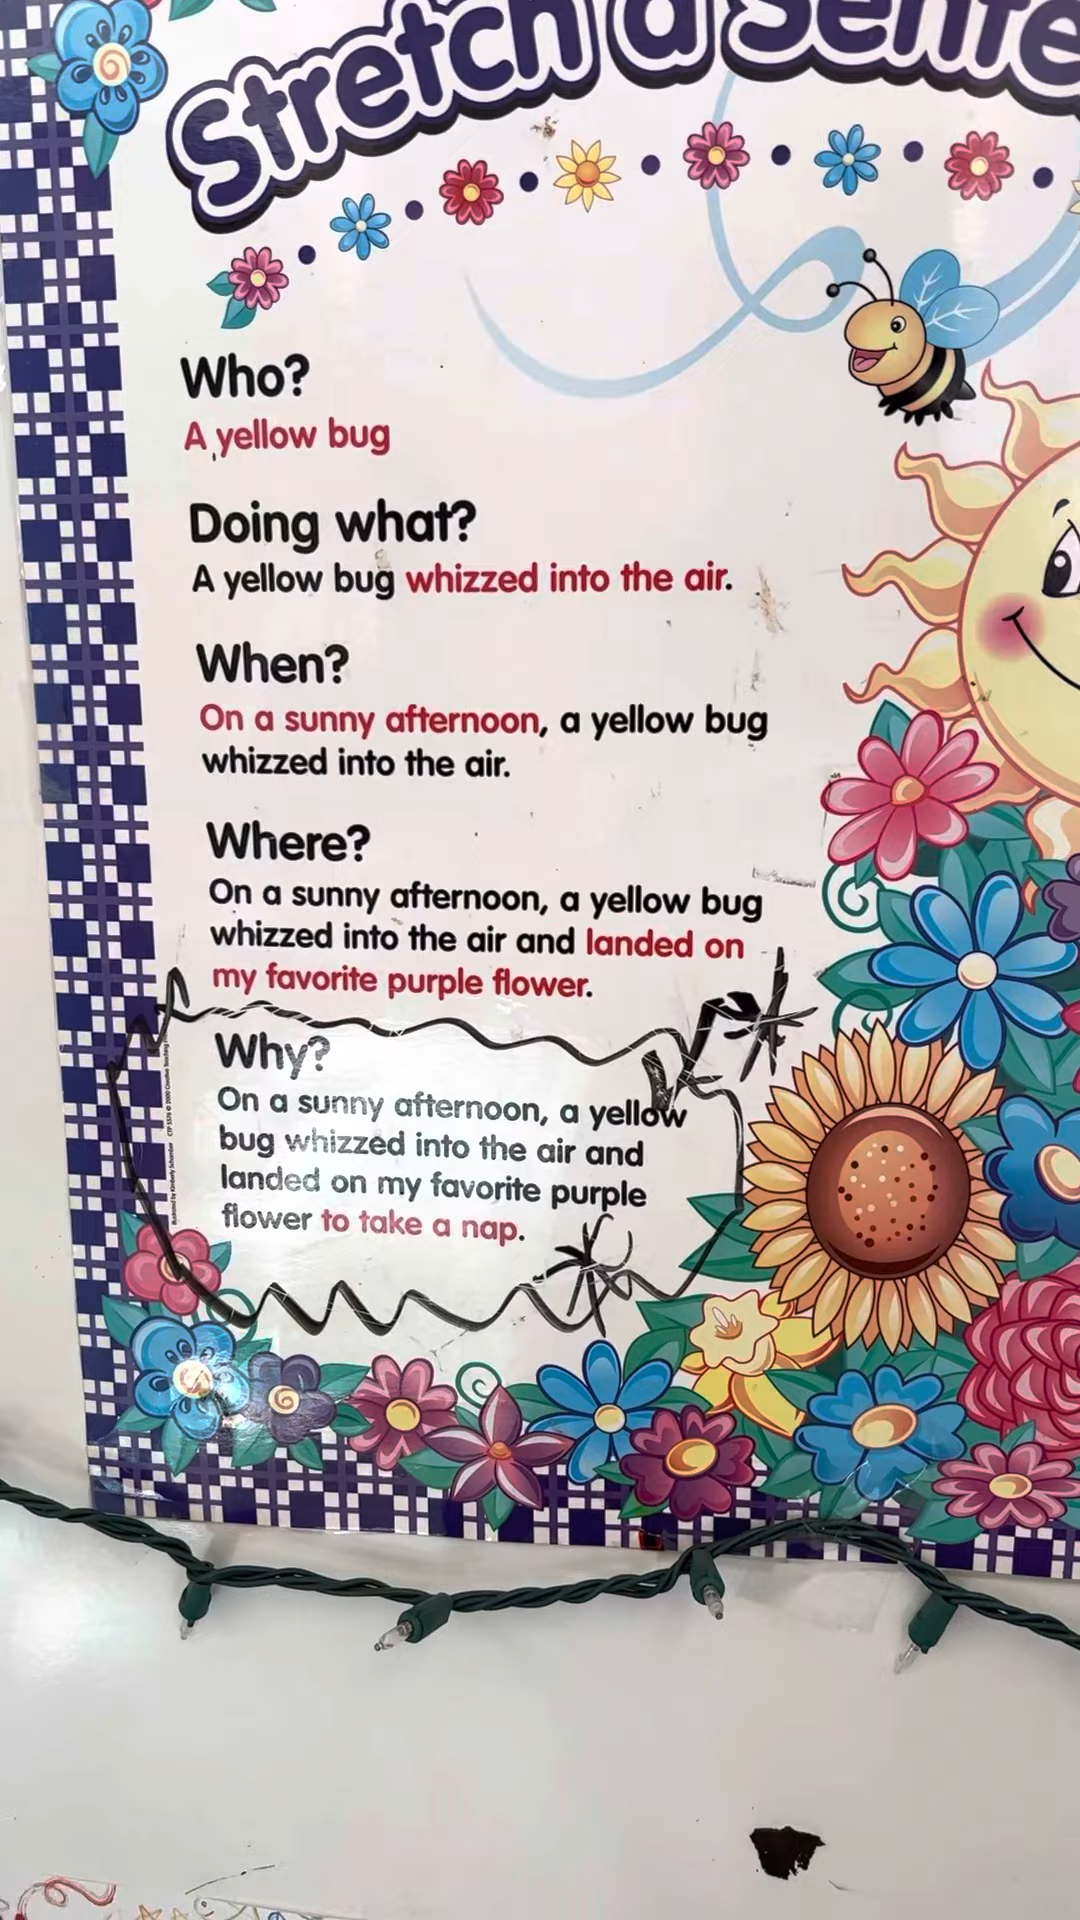 Stretch a Sente
Who?
A yellow bug
Doing what?
A yellow bug whizzed into the air.
When?
On a sunny afternoon, a yellow bug
whizzed into the air.
Where?
On a sunny afternoon, a yellow bug
whizzed into the air and landed on
my favorite purple flower.
Why?
On a sunny afternoon, a yellow
bug whizzed into the air and
landed on my favorite purple
flower to take a nap.